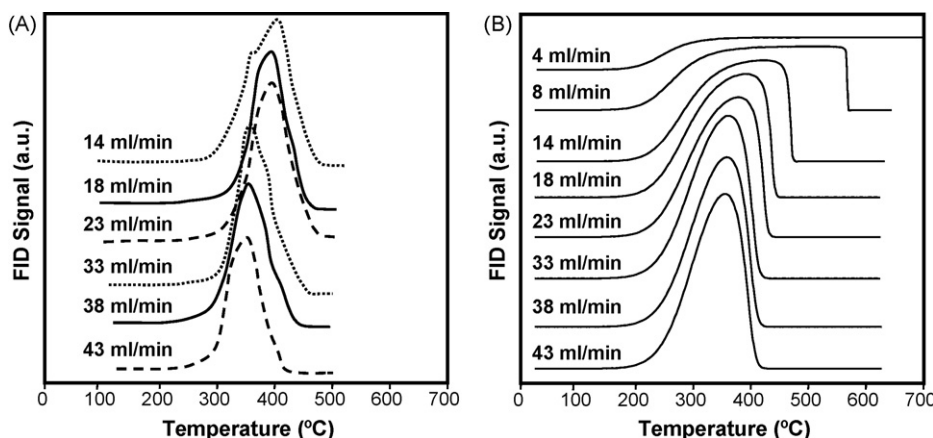 (A)
FID Signal (a.u.)
14 ml/min
18 ml/min
23 ml/min
33 ml/min
38 ml/min
43 ml/min
0 100 200 300 400 500 600 700
Temperature (ºC)
(B)
FID Signal (a.u.)
4 ml/min
8 ml/min
14 ml/min
18 ml/min
23 ml/min
33 ml/min
38 ml/min
43 ml/min
0 100 200 300 400 500 600 700
Temperature (ºC)